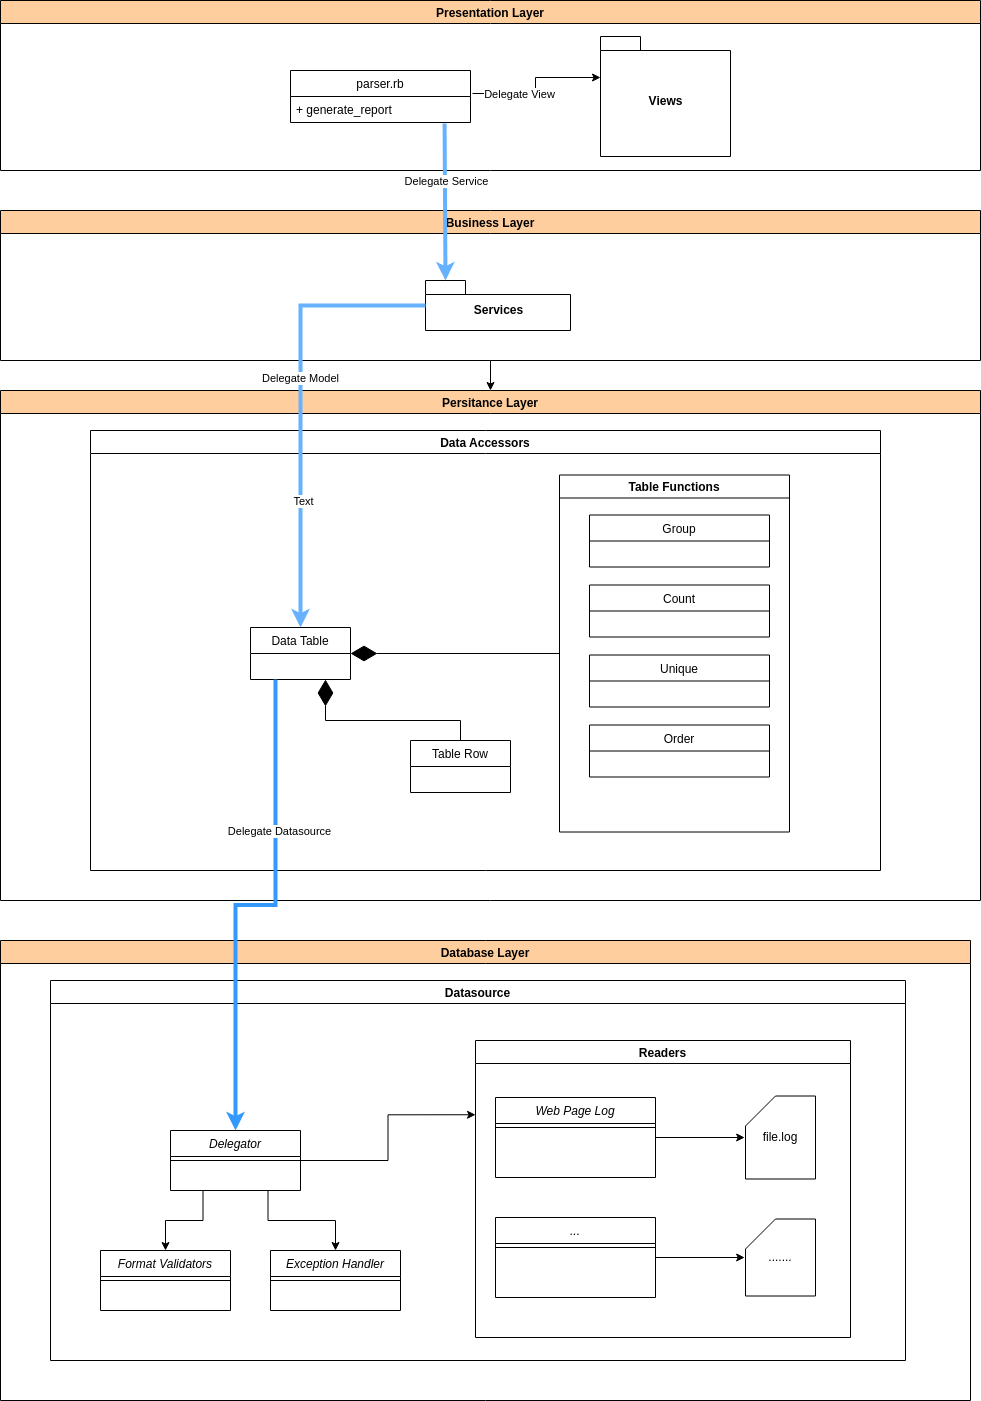 Presentation Layer
parser.rb
+ generate_report
Delegate View
Views
Delegate Service
Business Layer
Services
Delegate Model
Persitance Layer
Data Accessors
Table Functions
Group
Count
Unique
Order
Text
Data Table
Table Row
Delegate Datasource
Database Layer
Datasource
Readers
Web Page Log
file.log
Delegator
...
.......
Format Validators
Exception Handler